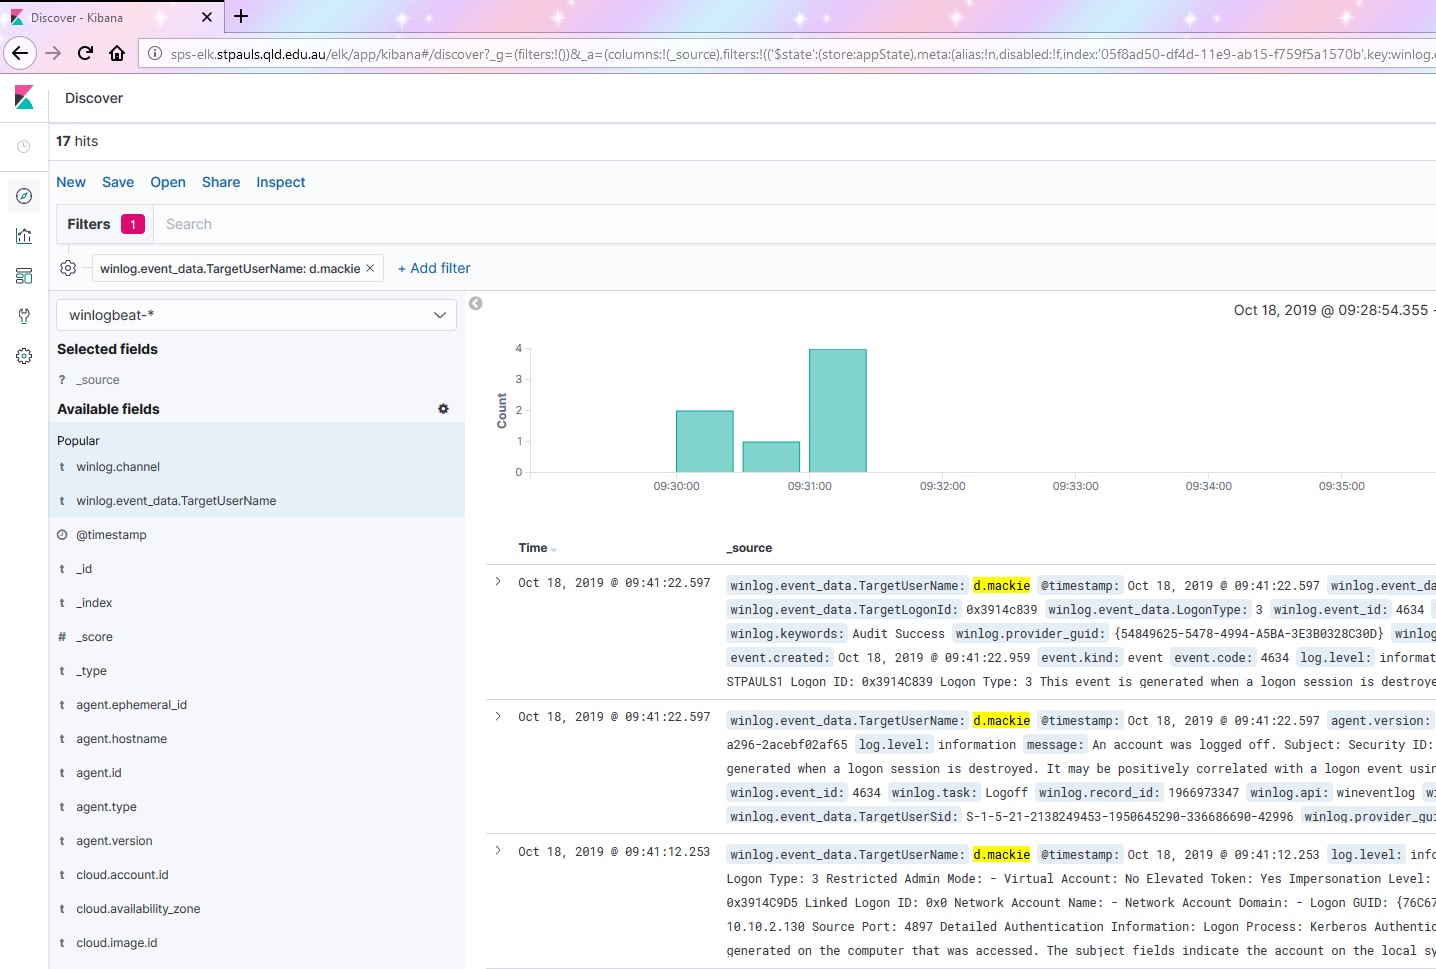 Discover - Kibana
sps-elk.stpauls.qld.edu.au/elk/app/kibana#/discover?_g=(filters:!())&_a=(columns:!(_source),filters:!(('$state':(store:appState),meta:(alias:!n,disabled:!f,index:'05f8ad50-df4d-11e9-ab15-f759f5a1570b',key:winlog.
Discover
17 hits
New Save Open Share Inspect
Filters 1 Search
winlog.event_data.TargetUserName: d.mackie × + Add filter
winlogbeat-*
Selected fields
? _source
Available fields
Popular
t winlog.channel
t winlog.event_data.TargetUserName
@timestamp
t _id
t _index
# _score
t _type
t agent.ephemeral_id
t agent.hostname
t agent.id
t agent.type
t agent.version
t cloud.account.id
t cloud.availability_zone
t cloud.image.id
Oct 18, 2019 @ 09:28:54.355 -
Count
4
3
2
1
0
09:30:00 09:31:00 09:32:00 09:33:00 09:34:00 09:35:00
Time _source
Oct 18, 2019 @ 09:41:22.597 winlog.event_data.TargetUserName: d.mackie @timestamp: Oct 18, 2019 @ 09:41:22.597 winlog.event_da
winlog.event_data.TargetLogonId: 0x3914c839 winlog.event_data.LogonType: 3 winlog.event_id: 4634
winlog.keywords: Audit Success winlog.provider_guid: {54849625-5478-4994-A5BA-3E3B0328C30D} winlog
event.created: Oct 18, 2019 @ 09:41:22.959 event.kind: event event.code: 4634 log.level: informat
STPAULS1 Logon ID: 0x3914C839 Logon Type: 3 This event is generated when a logon session is destroye
Oct 18, 2019 @ 09:41:22.597 winlog.event_data.TargetUserName: d.mackie @timestamp: Oct 18, 2019 @ 09:41:22.597 agent.version:
a296-2acebf02af65 log.level: information message: An account was logged off. Subject: Security ID:
generated when a logon session is destroyed. It may be positively correlated with a logon event usin
winlog.event_id: 4634 winlog.task: Logoff winlog.record_id: 1966973347 winlog.api: wineventlog wi
winlog.event_data.TargetUserSid: S-1-5-21-2138249453-1950645290-336686690-42996 winlog.provider_gui
Oct 18, 2019 @ 09:41:12.253 winlog.event_data.TargetUserName: d.mackie @timestamp: Oct 18, 2019 @ 09:41:12.253 log.level: info
Logon Type: 3 Restricted Admin Mode: - Virtual Account: No Elevated Token: Yes Impersonation Level:
0x3914C9D5 Linked Logon ID: 0x0 Network Account Name: - Network Account Domain: - Logon GUID: {76C67
10.10.2.130 Source Port: 4897 Detailed Authentication Information: Logon Process: Kerberos Authentic
generated on the computer that was accessed. The subject fields indicate the account on the local sy